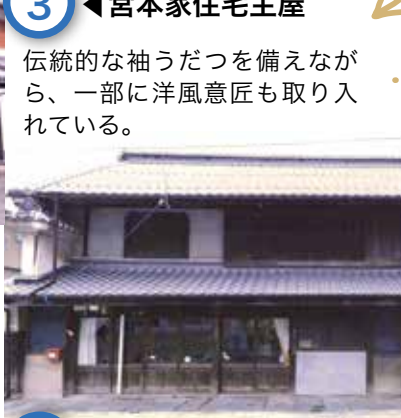 3 ◀宮本家住宅主屋
伝統的な袖うだつを備えなが
ら、一部に洋風意匠も取り入
れている。